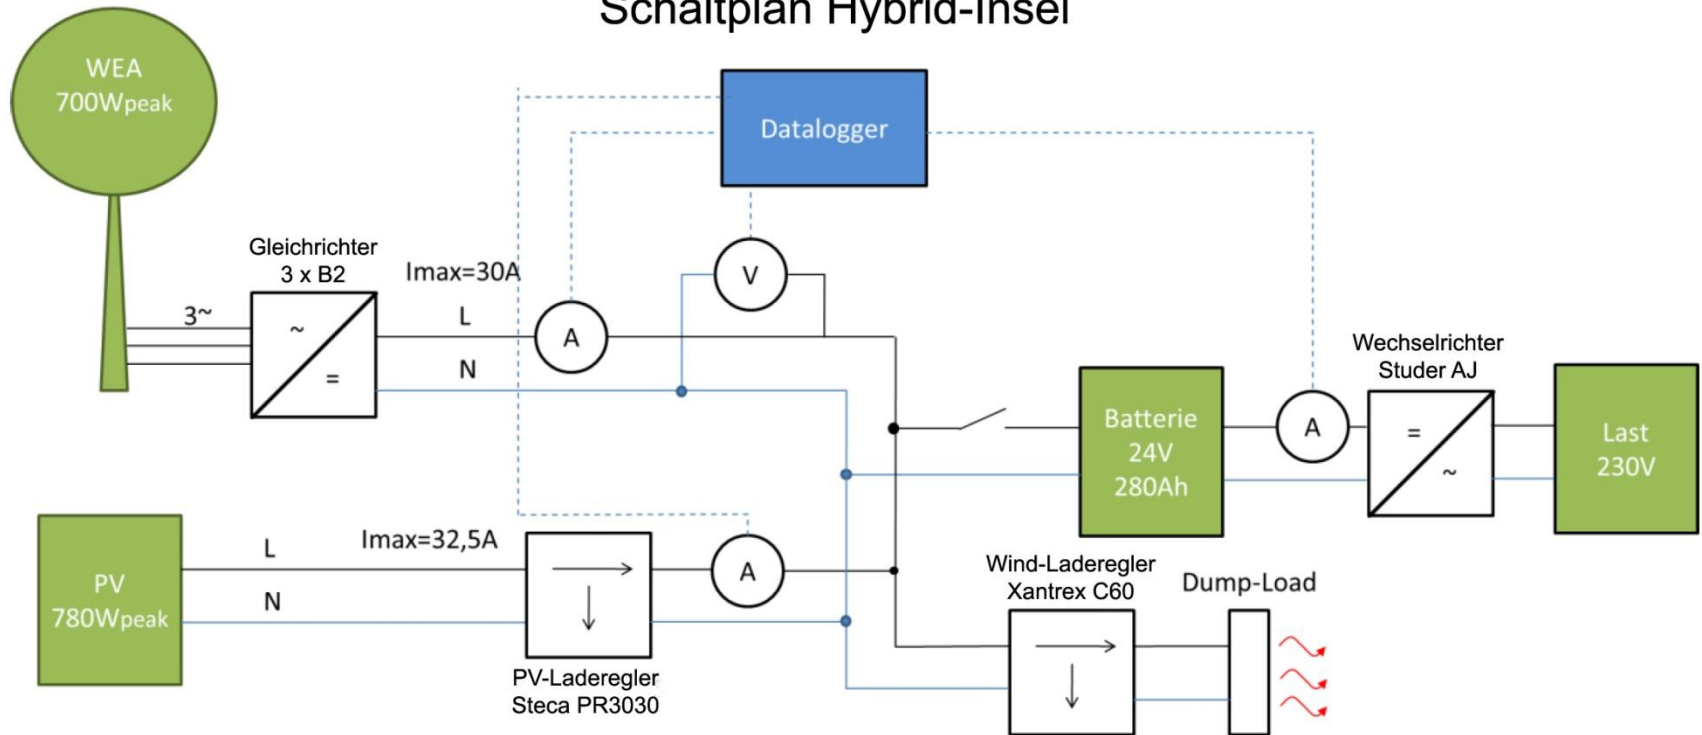 Schaltplan Hybrid-Insel
WEA
700Wpeak
Datalogger
Gleichrichter
3 x B2
Imax=30A
V
3~
~
=
L
A
N
Wechselrichter
Studer AJ
Batterie
24V
280Ah
A
=
~
Last
230V
PV
780Wpeak
L
Imax=32,5A
N
A
PV-Laderegler
Steca PR3030
Wind-Laderegler
Xantrex C60
Dump-Load